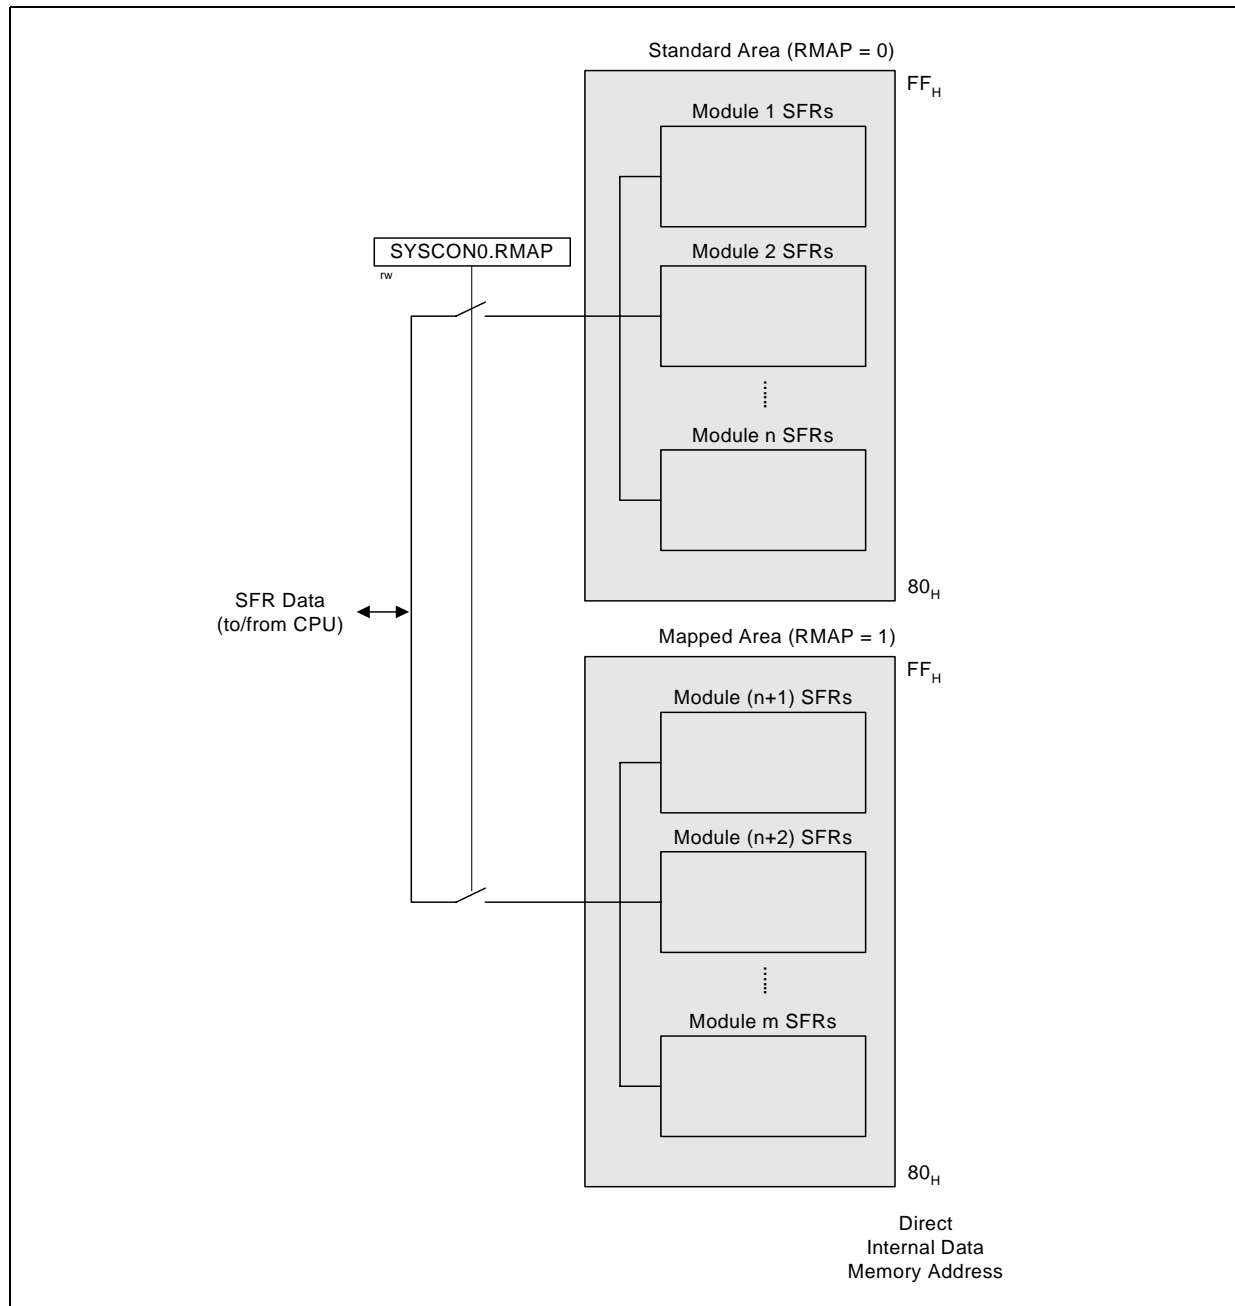 Standard Area (RMAP = 0)
FFH
Module 1 SFRs
SYSCON0.RMAP
rw
Module 2 SFRs
Module n SFRs
80H
SFR Data
(to/from CPU)
Mapped Area (RMAP = 1)
FFH
Module (n+1) SFRs
Module (n+2) SFRs
Module m SFRs
80H
Direct
Internal Data
Memory Address